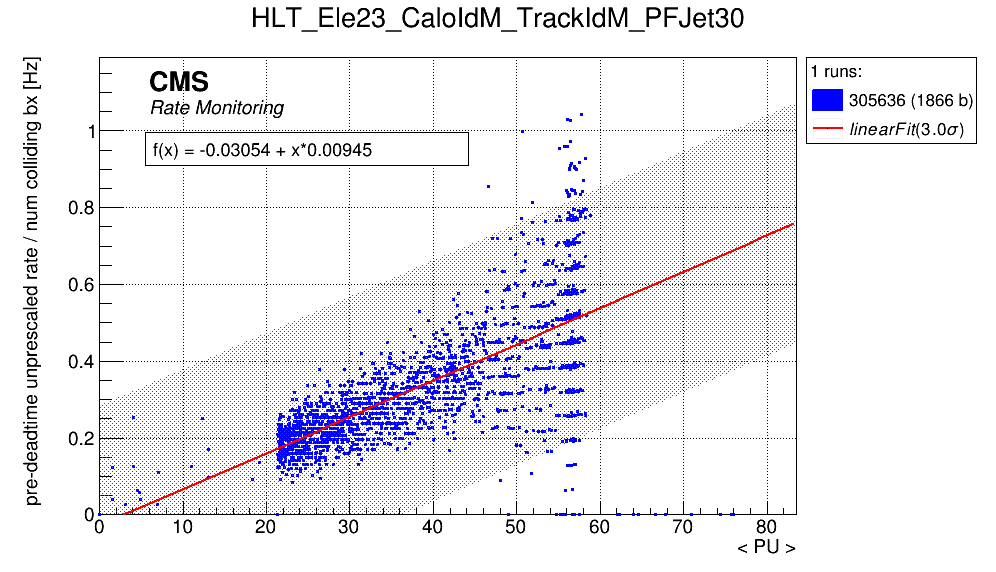 HLT_Ele23_CaloIdM_TrackIdM_PFJet30
pre-deadtime unprescaled rate / num colliding bx [Hz]
CMS
Rate Monitoring
f(x) = -0.03054 + x*0.00945
1 runs:
305636 (1866 b)
linearFit(3.0σ)
1
0.8
0.6
0.4
0.2
0
0 10 20 30 40 50 60 70 80
< PU >